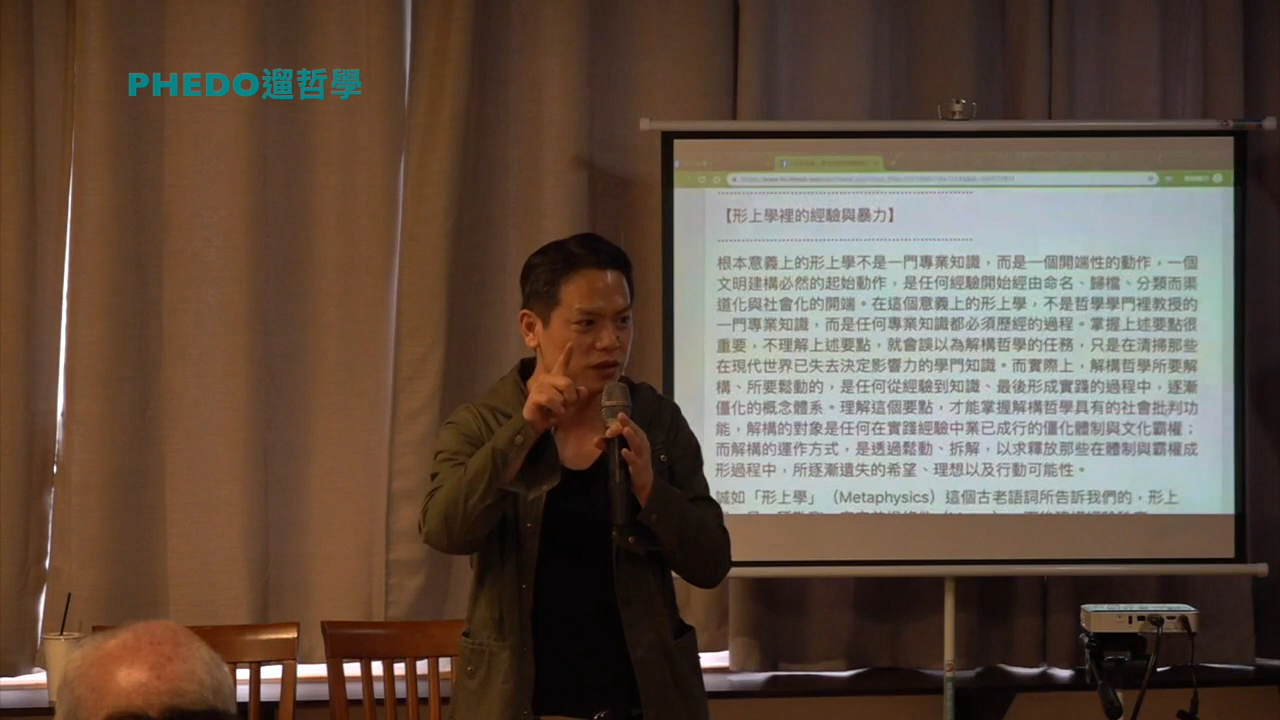 PHEDO遛哲學
【形上學裡的經驗與暴力】
根本意義上的形上學不是一門專業知識，而是一個開端性的動作，一個
文明建構必然的起始動作，是任何經驗開始經由命名、歸檔、分類而渠
道化與社會化的開端。在這個意義上的形上學，不是哲學學門裡教授的
一門專業知識，而是任何專業知識都必須歷經的過程。掌握上述要點很
重要，不理解上述要點，就會誤以為解構哲學的任務，只是在清掃那些
在現代世界已失去決定影響力的學門知識。而實際上，解構哲學所要解
構、所要鬆動的，是任何從經驗到知識、最後形成實踐的過程中，逐漸
僵化的概念體系。理解這個要點，才能掌握解構哲學具有的社會批判功
能，解構的對象是任何在實踐經驗中業已成行的僵化體制與文化霸權；
而解構的運作方式，是透過鬆動、拆解，以求釋放那些在體制與霸權成
形過程中，所逐漸遺失的希望、理想以及行動可能性。
誠如「形上學」（Metaphysics）這個古老語詞所告訴我們的，形上